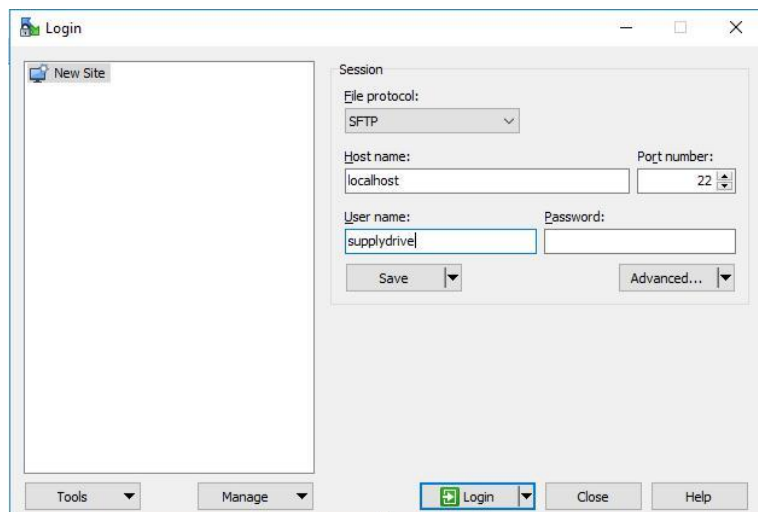 Login
New Site
Session
File protocol:
SFTP
Host name: Port number:
localhost 22
User name: Password:
supplydrive
Save Advanced...
Tools Manage Login Close Help